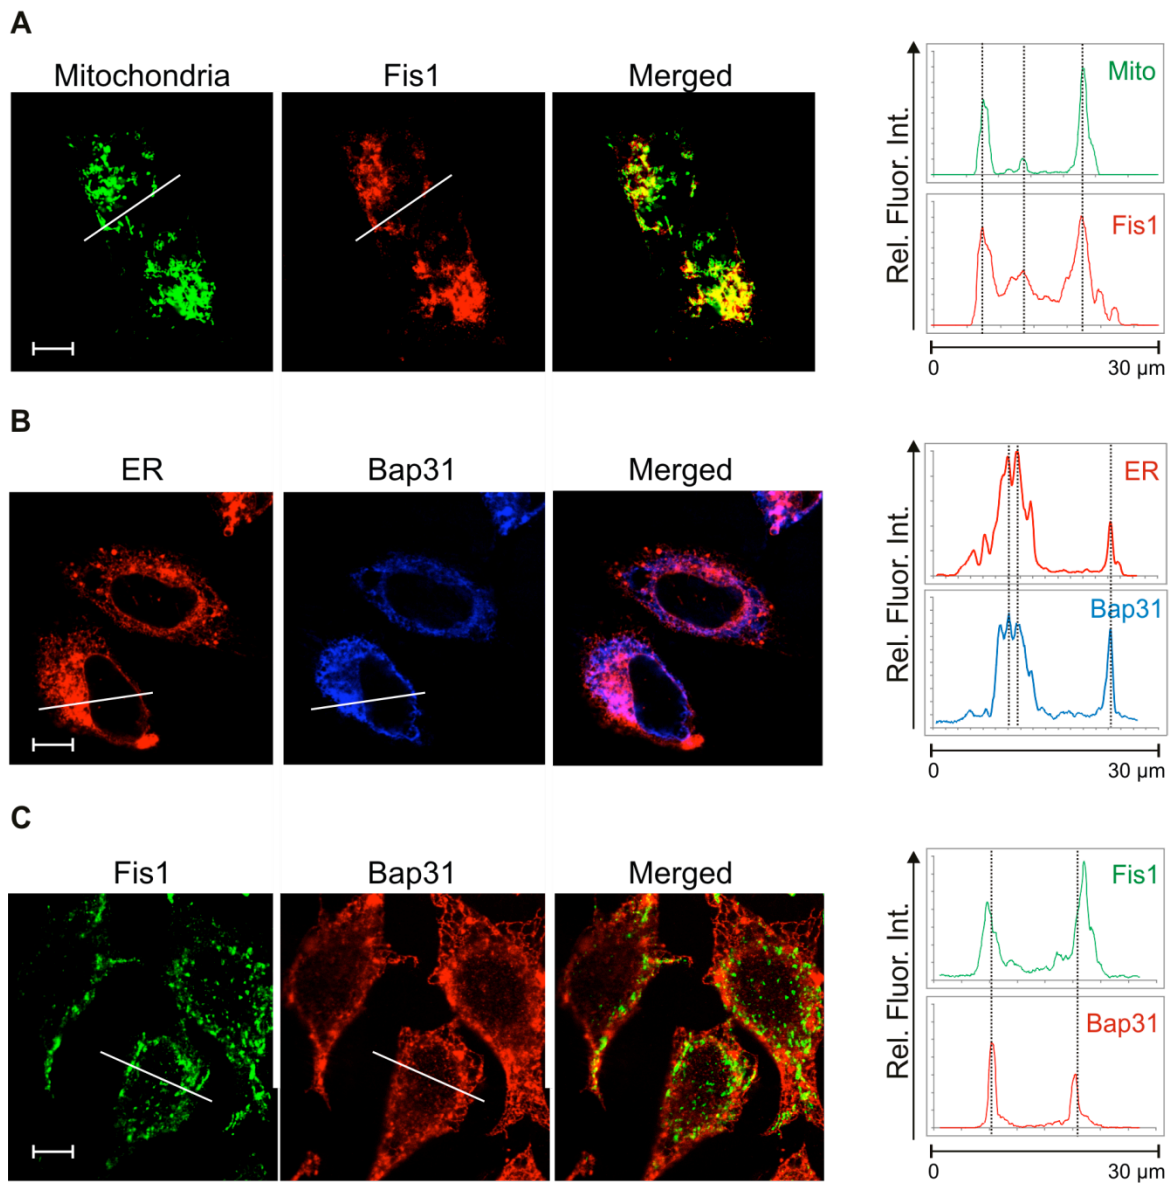 A
Mitochondria Fis1 Merged
Rel. Fluor. Int.
Mito
Fis1
0 30 µm
B
ER Bap31 Merged
Rel. Fluor. Int.
ER
Bap31
0 30 µm
C
Fis1 Bap31 Merged
Rel. Fluor. Int.
Fis1
Bap31
0 30 µm